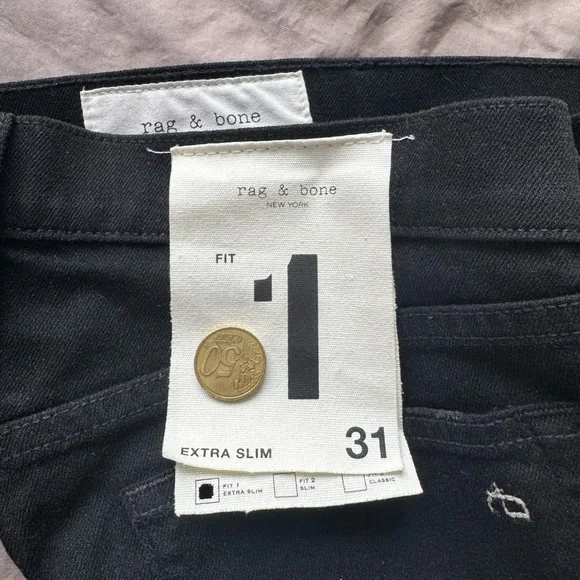 rag & bone
rag & bone
NEW YORK
FIT
1
50
EXTRA SLIM
31
FIT 1
EXTRA SLIM
FIT 2
SLIM
CLASSIC